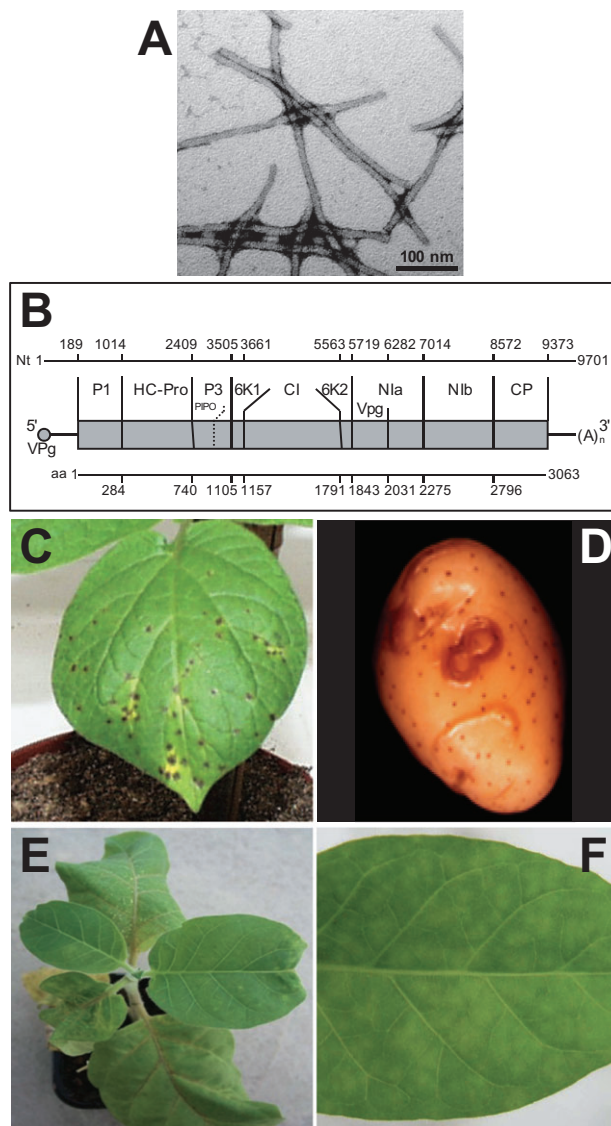 A
100 nm
B
189 1014 2409 3505 3661 5563 5719 6282 7014 8572 9373
Nt 1 9701
P1 HC-Pro P3 6K1 CI 6K2 NIa NIb CP
PIPO Vpg
5' 3'
VPg (A)n
aa 1 3063
284 740 1105 1157 1791 1843 2031 2275 2796
C
D
E
F